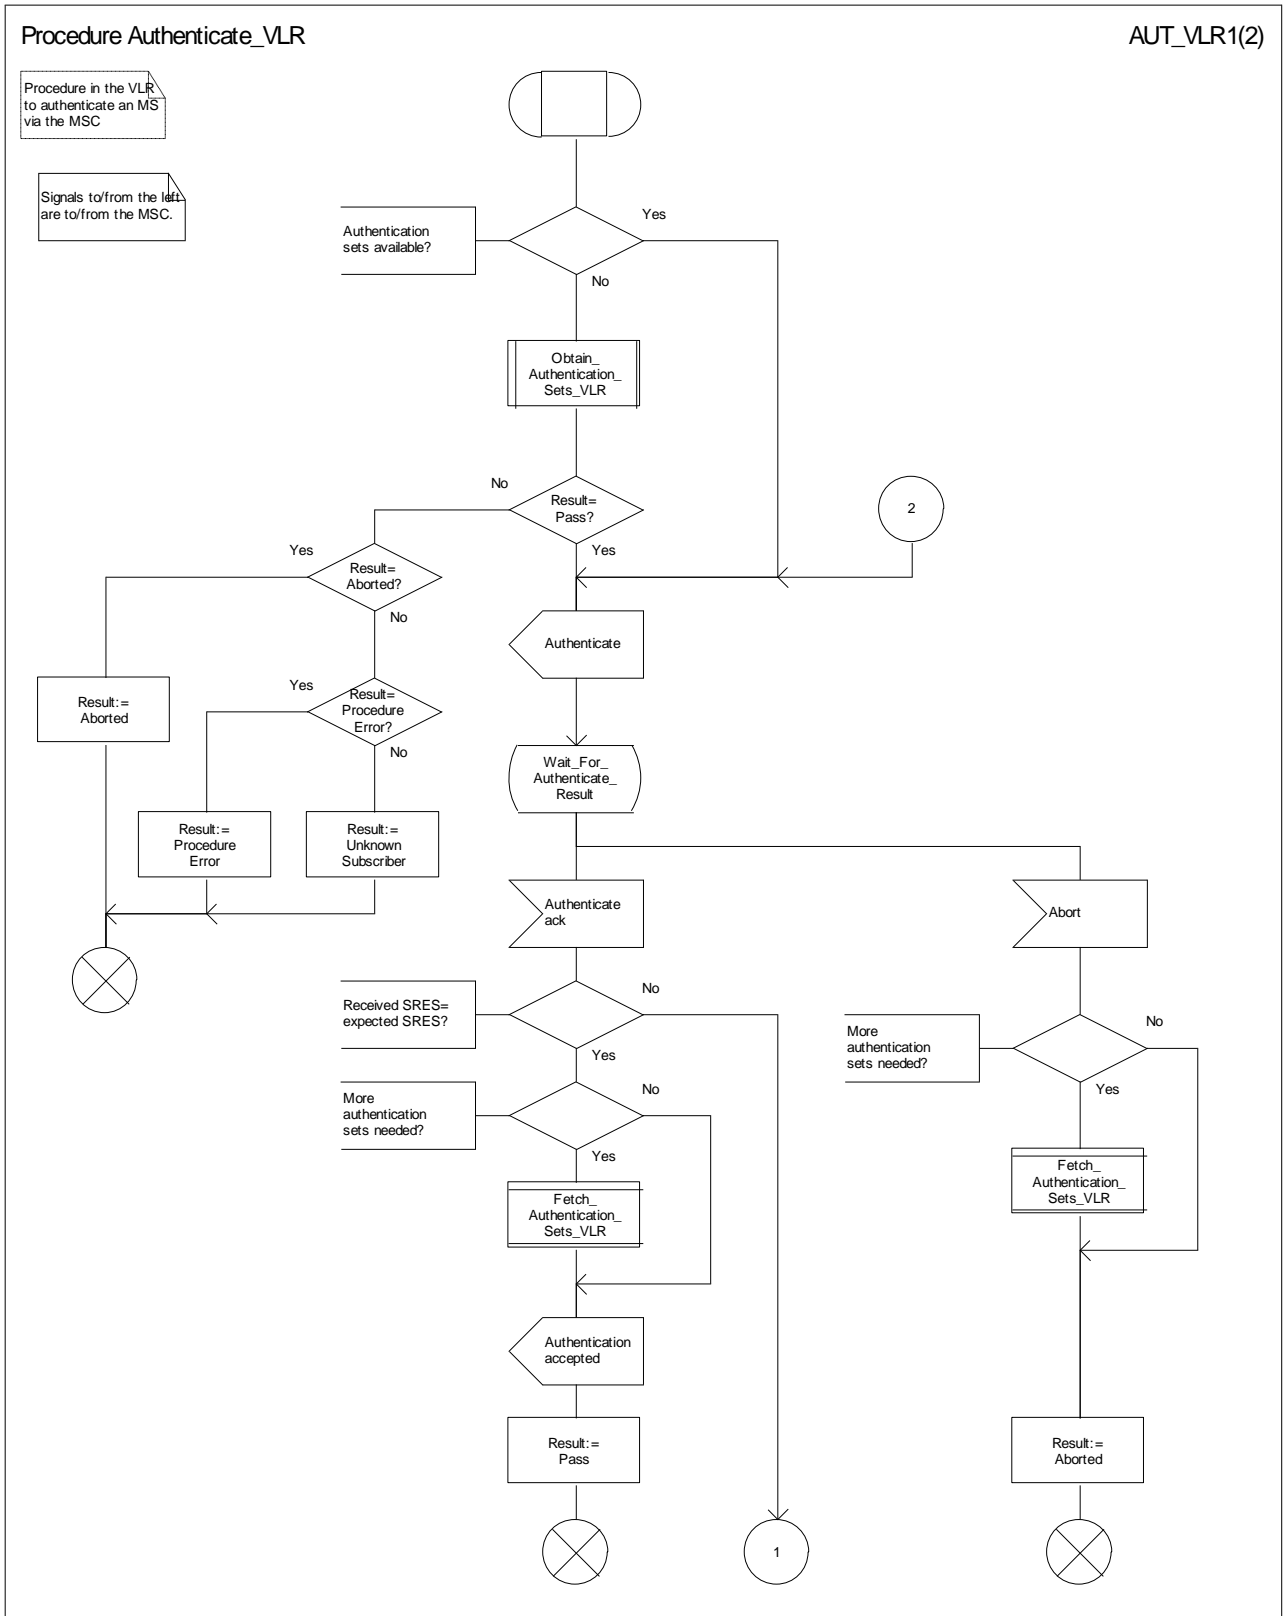 Procedure Authenticate_VLR
AUT_VLR1(2)
Procedure in the VLR
to authenticate an MS
via the MSC
Signals to/from the left
are to/from the MSC.
Yes
Authentication
sets available?
No
Obtain_
Authentication_
Sets_VLR
No
Result=
Pass?
2
Yes
Yes
Result=
Aborted?
No
Authenticate
Yes
Result=
Procedure
Error?
Result:=
Aborted
No
Wait_For_
Authenticate_
Result
Result:=
Procedure
Error
Result:=
Unknown
Subscriber
Authenticate
ack
Abort
No
Received SRES=
expected SRES?
Yes
No
More
authentication
sets needed?
Yes
No
More
authentication
sets needed?
Yes
Fetch_
Authentication_
Sets_VLR
Fetch_
Authentication_
Sets_VLR
Authentication
accepted
Result:=
Pass
Result:=
Aborted
1